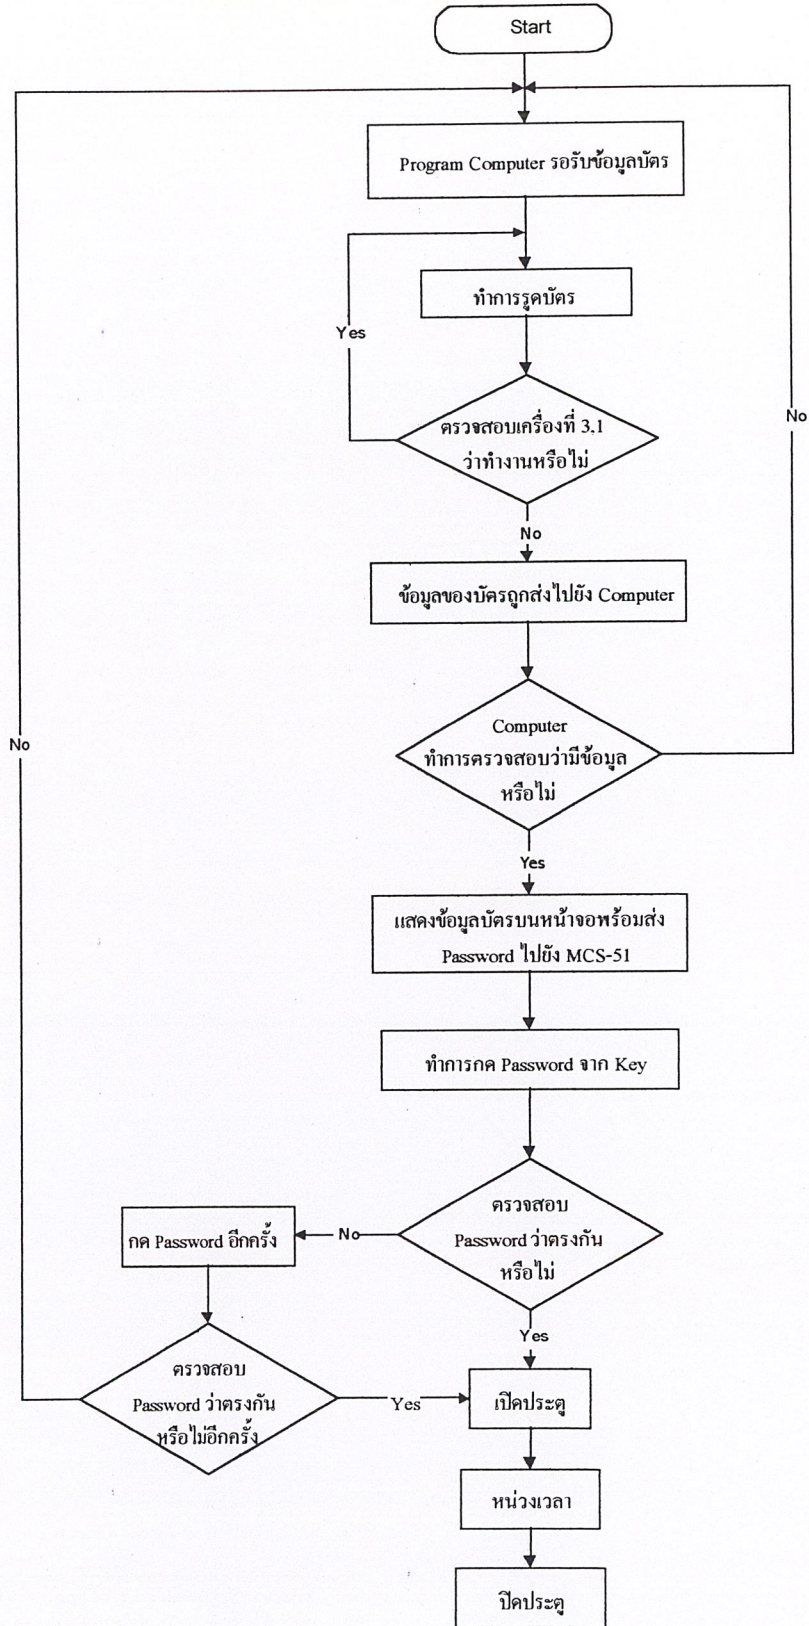 Start
Program Computer รอรับข้อมูลบัตร
ทำการรูดบัตร
Yes
ตรวจสอบเครื่องที่ 3.1
ว่าทำงานหรือไม่
No
No
ข้อมูลของบัตรถูกส่งไปยัง Computer
Computer
ทำการตรวจสอบว่ามีข้อมูล
หรือไม่
No
Yes
แสดงข้อมูลบัตรบนหน้าจอพร้อมส่ง
Password ไปยัง MCS-51
ทำการกด Password จาก Key
ตรวจสอบ
Password ว่าตรงกัน
หรือไม่
No
กด Password อีกครั้ง
Yes
ตรวจสอบ
Password ว่าตรงกัน
หรือไม่อีกครั้ง
Yes
เปิดประตู
หน่วงเวลา
ปิดประตู